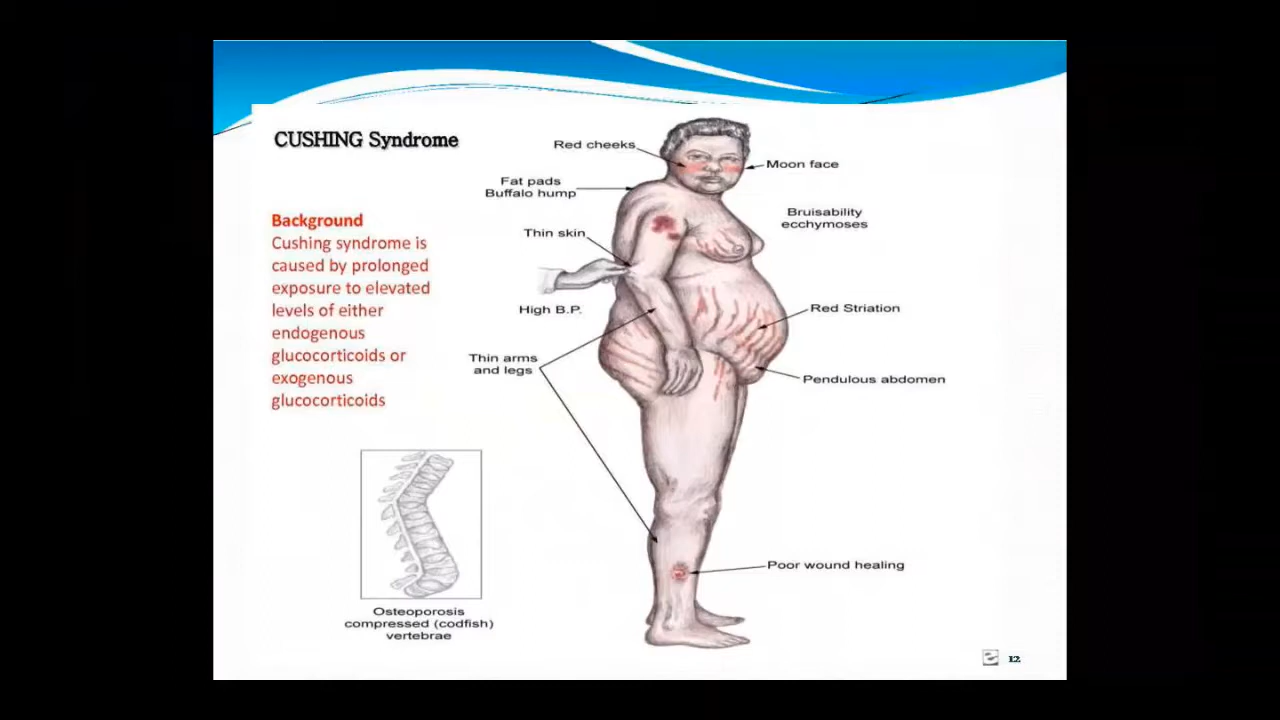 CUSHING Syndrome
Background
Cushing syndrome is
caused by prolonged
exposure to elevated
levels of either
endogenous
glucocorticoids or
exogenous
glucocorticoids
Red cheeks
Moon face
Fat pads
Buffalo hump
Bruisability
ecchymoses
Thin skin
High B.P.
Red Striation
Thin arms
and legs
Pendulous abdomen
Poor wound healing
Osteoporosis
compressed (codfish)
vertebrae
12